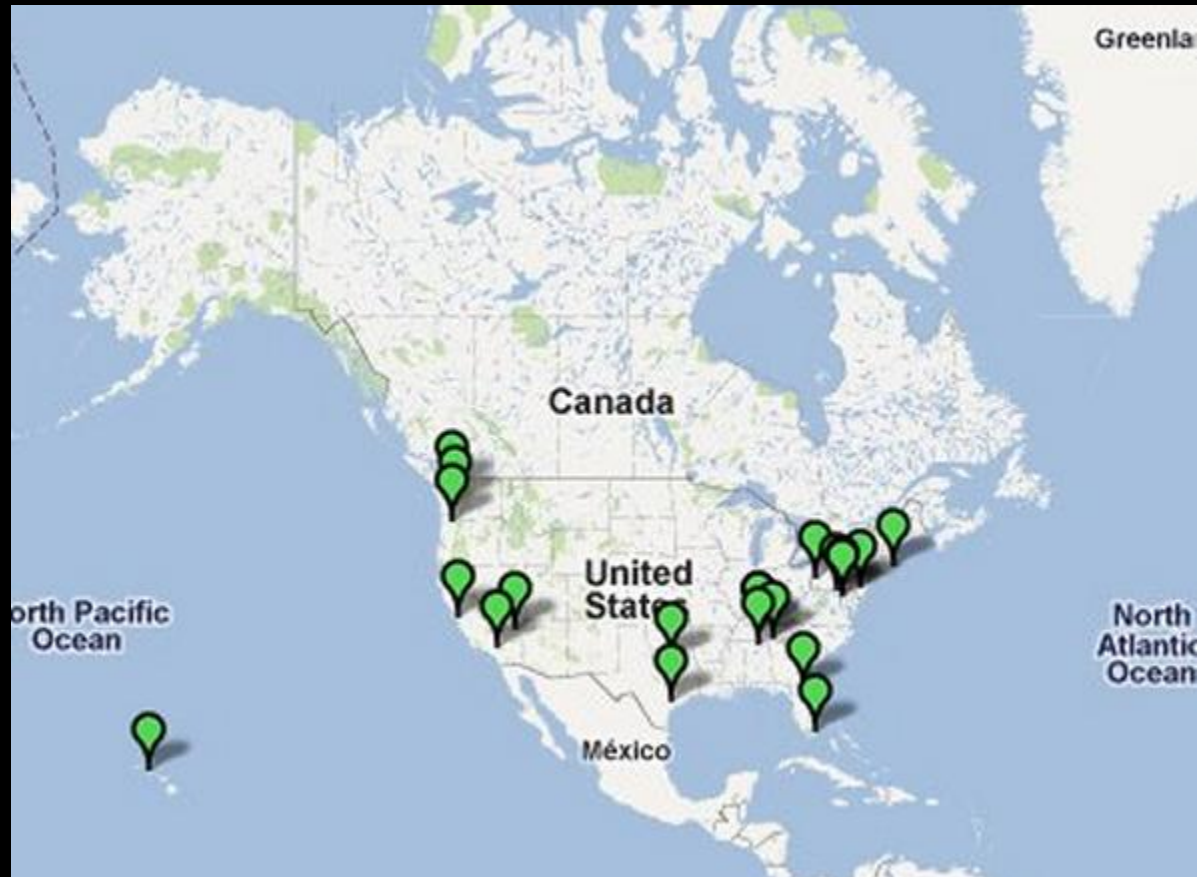 Greenla
Canada
United
State
orth Pacific
Ocean
North
Atlantic
Ocean
México